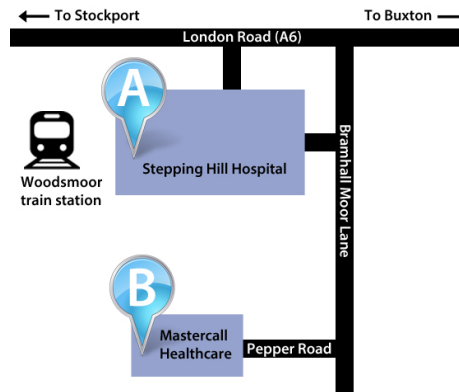 To Stockport
To Buxton
London Road (A6)
A
Stepping Hill Hospital
Woodsmoor
train station
Bramhall Moor Lane
B
Mastercall
Healthcare
Pepper Road